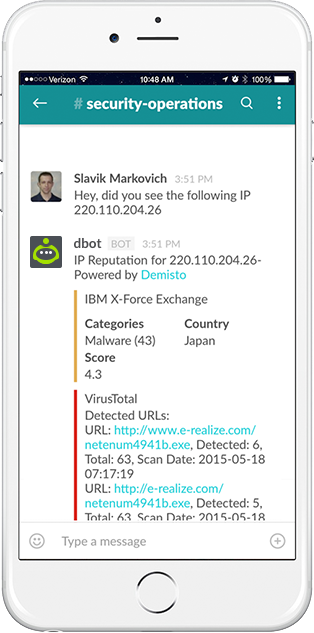 Verizon 10:48 AM 100%
# security-operations
Slavik Markovich 3:51 PM
Hey, did you see the following IP
220.110.204.26
dbot BOT 3:51 PM
IP Reputation for 220.110.204.26-
Powered by Demisto
IBM X-Force Exchange
Categories Country
Malware (43) Japan
Score
4.3
VirusTotal
Detected URLs:
URL: http://www.e-realize.com/
netenum4941b.exe, Detected: 6,
Total: 63, Scan Date: 2015-05-18
07:17:19
URL: http://e-realize.com/
netenum4941b.exe, Detected: 5,
Total: 63, Scan Date: 2015-05-18
Type a message